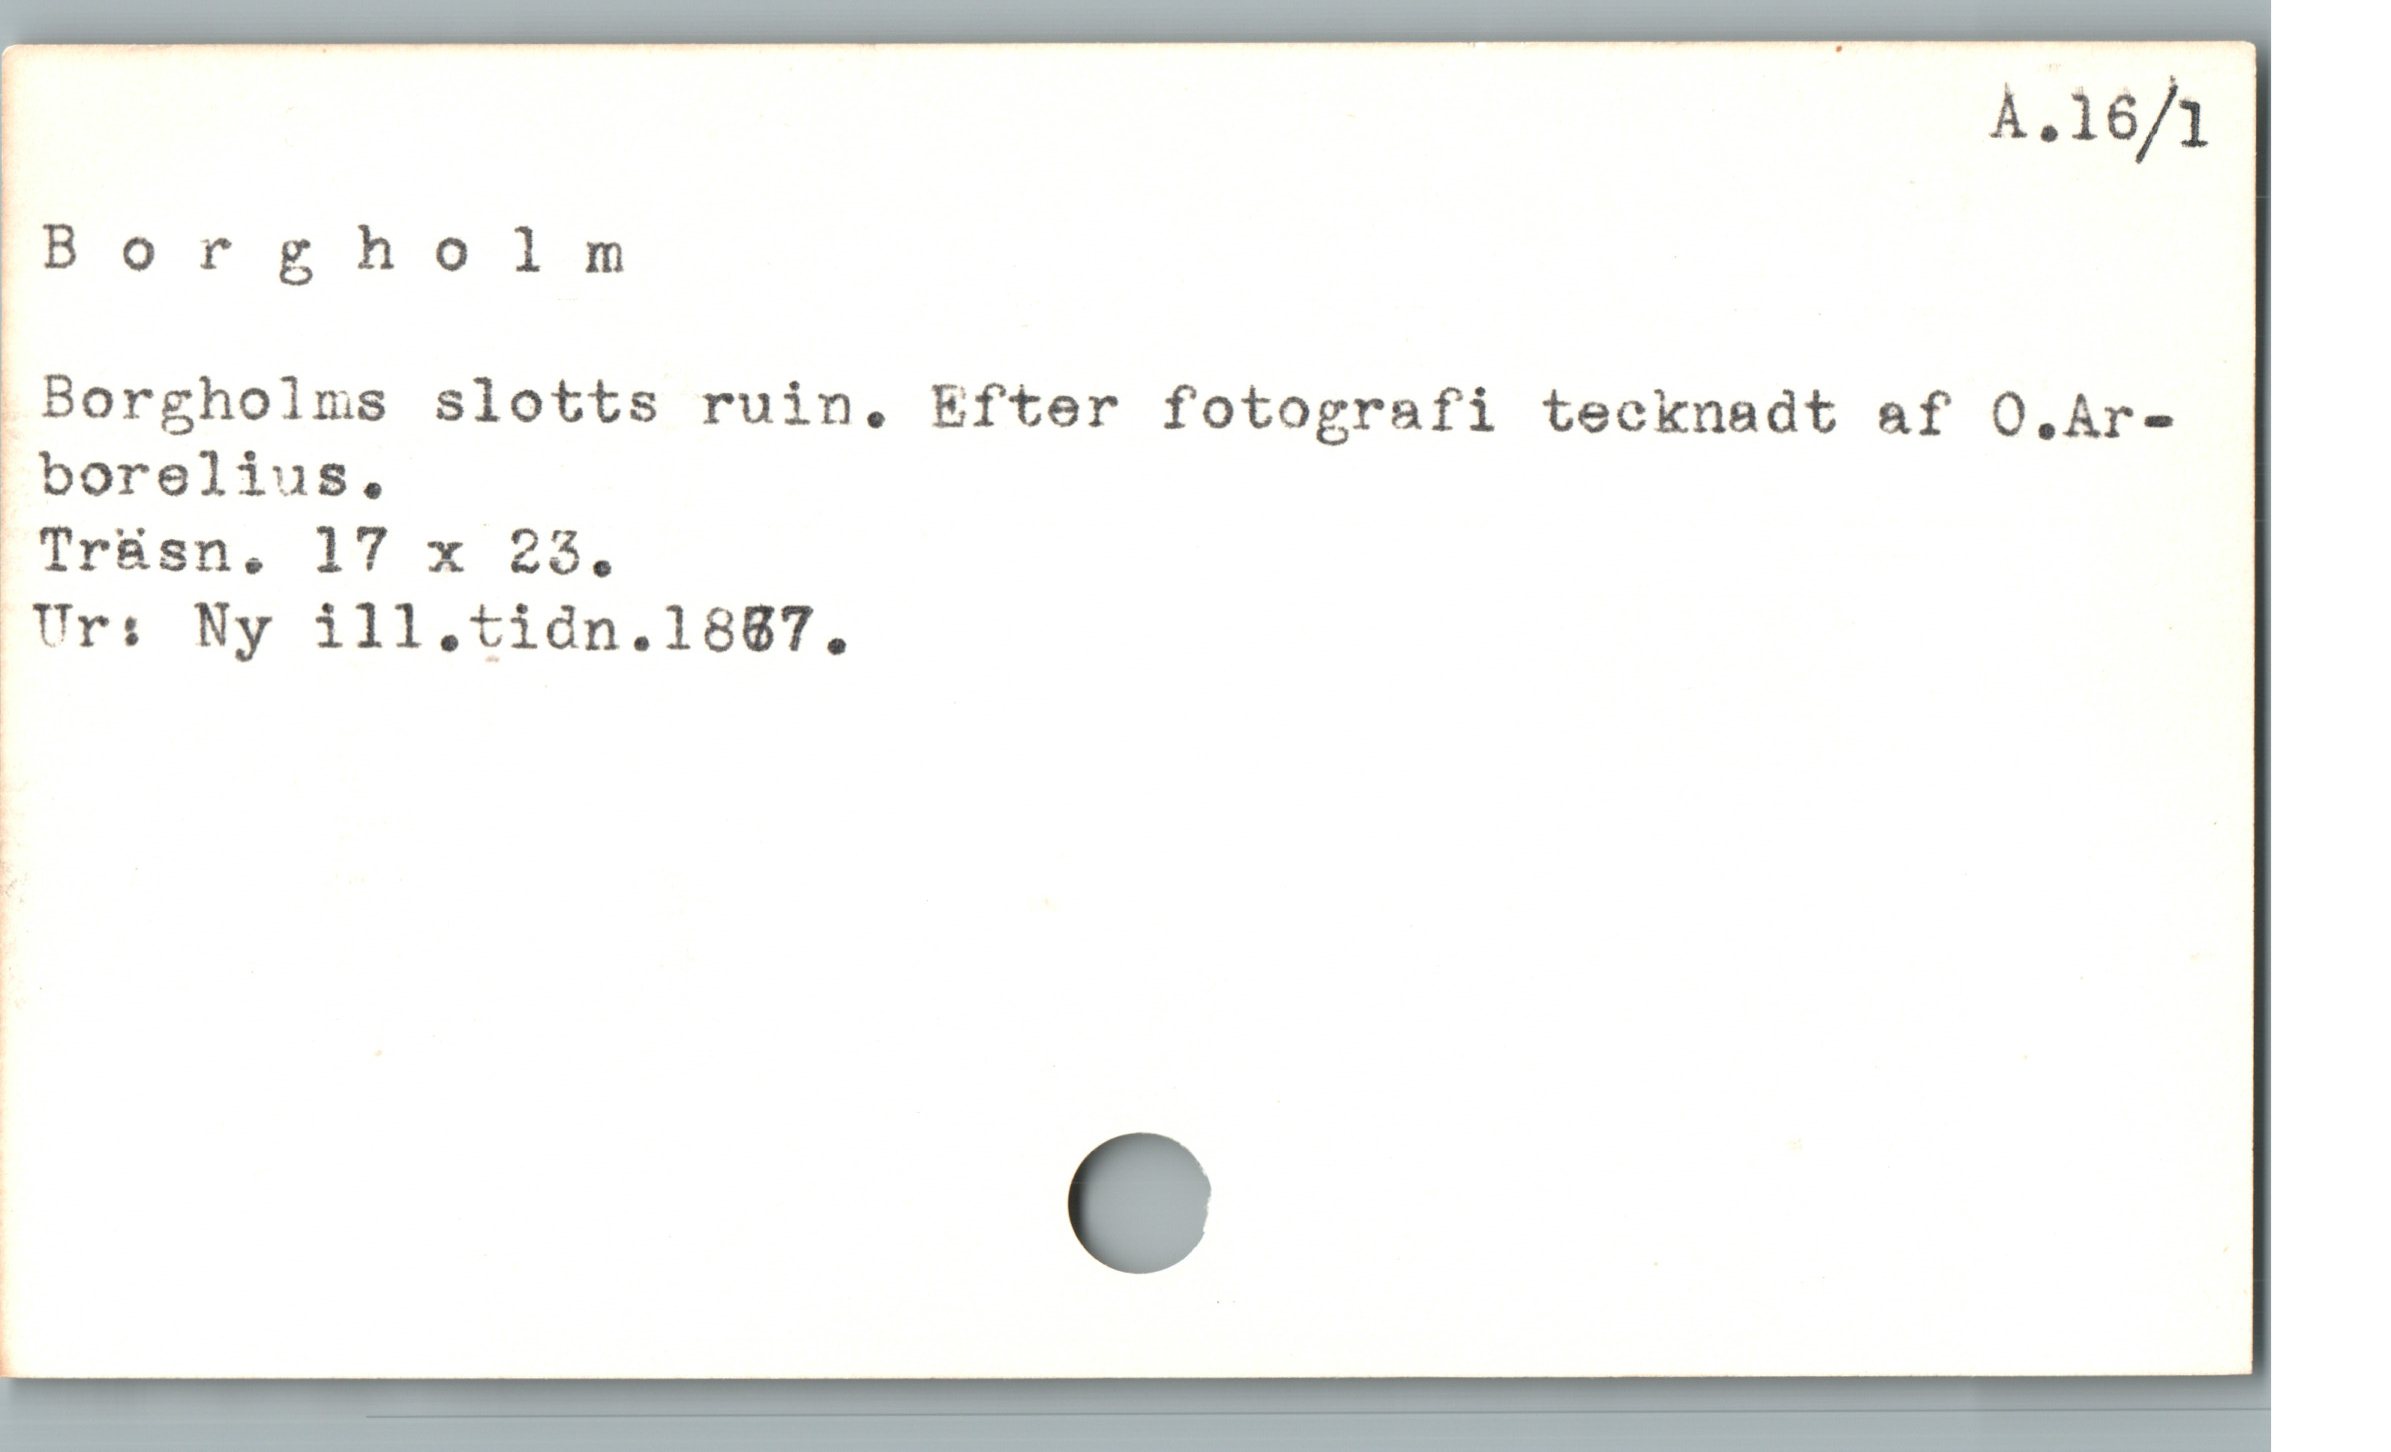 A.16/1
B o r g h o l m
Borgholms slotts ruin. Efter fotografi tecknadt af O.Ar-
borelius.
Träsn. 17 x 23.
Ur: Ny ill.tidn.1867.